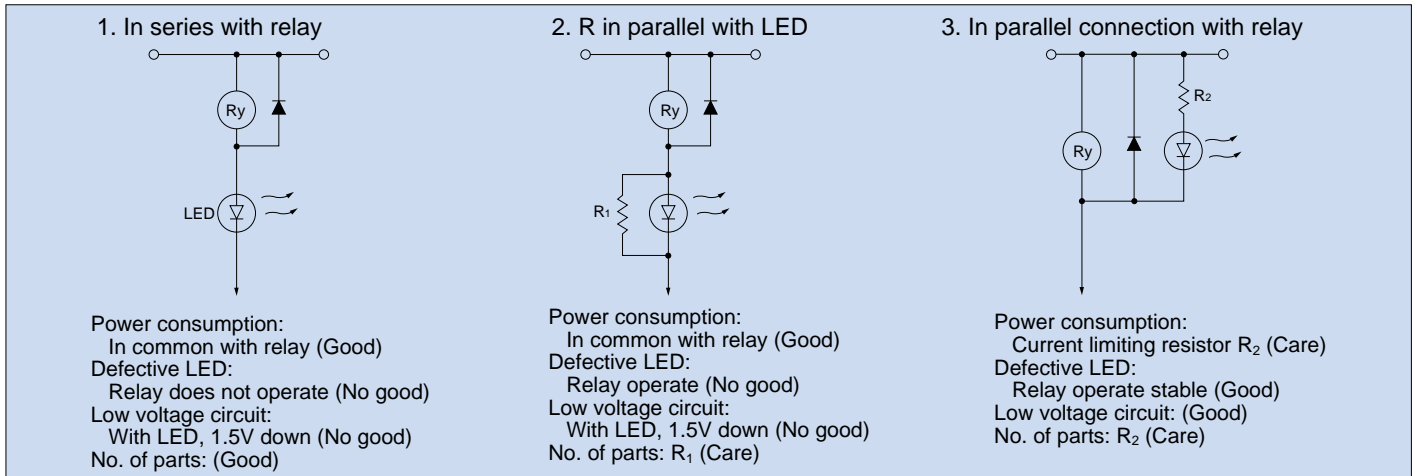 1. In series with relay
Ry
LED
Power consumption:
In common with relay (Good)
Defective LED:
Relay does not operate (No good)
Low voltage circuit:
With LED, 1.5V down (No good)
No. of parts: (Good)
2. R in parallel with LED
Ry
R1
Power consumption:
In common with relay (Good)
Defective LED:
Relay operate (No good)
Low voltage circuit:
With LED, 1.5V down (No good)
No. of parts: R1 (Care)
3. In parallel connection with relay
R2
Ry
Power consumption:
Current limiting resistor R2 (Care)
Defective LED:
Relay operate stable (Good)
Low voltage circuit: (Good)
No. of parts: R2 (Care)